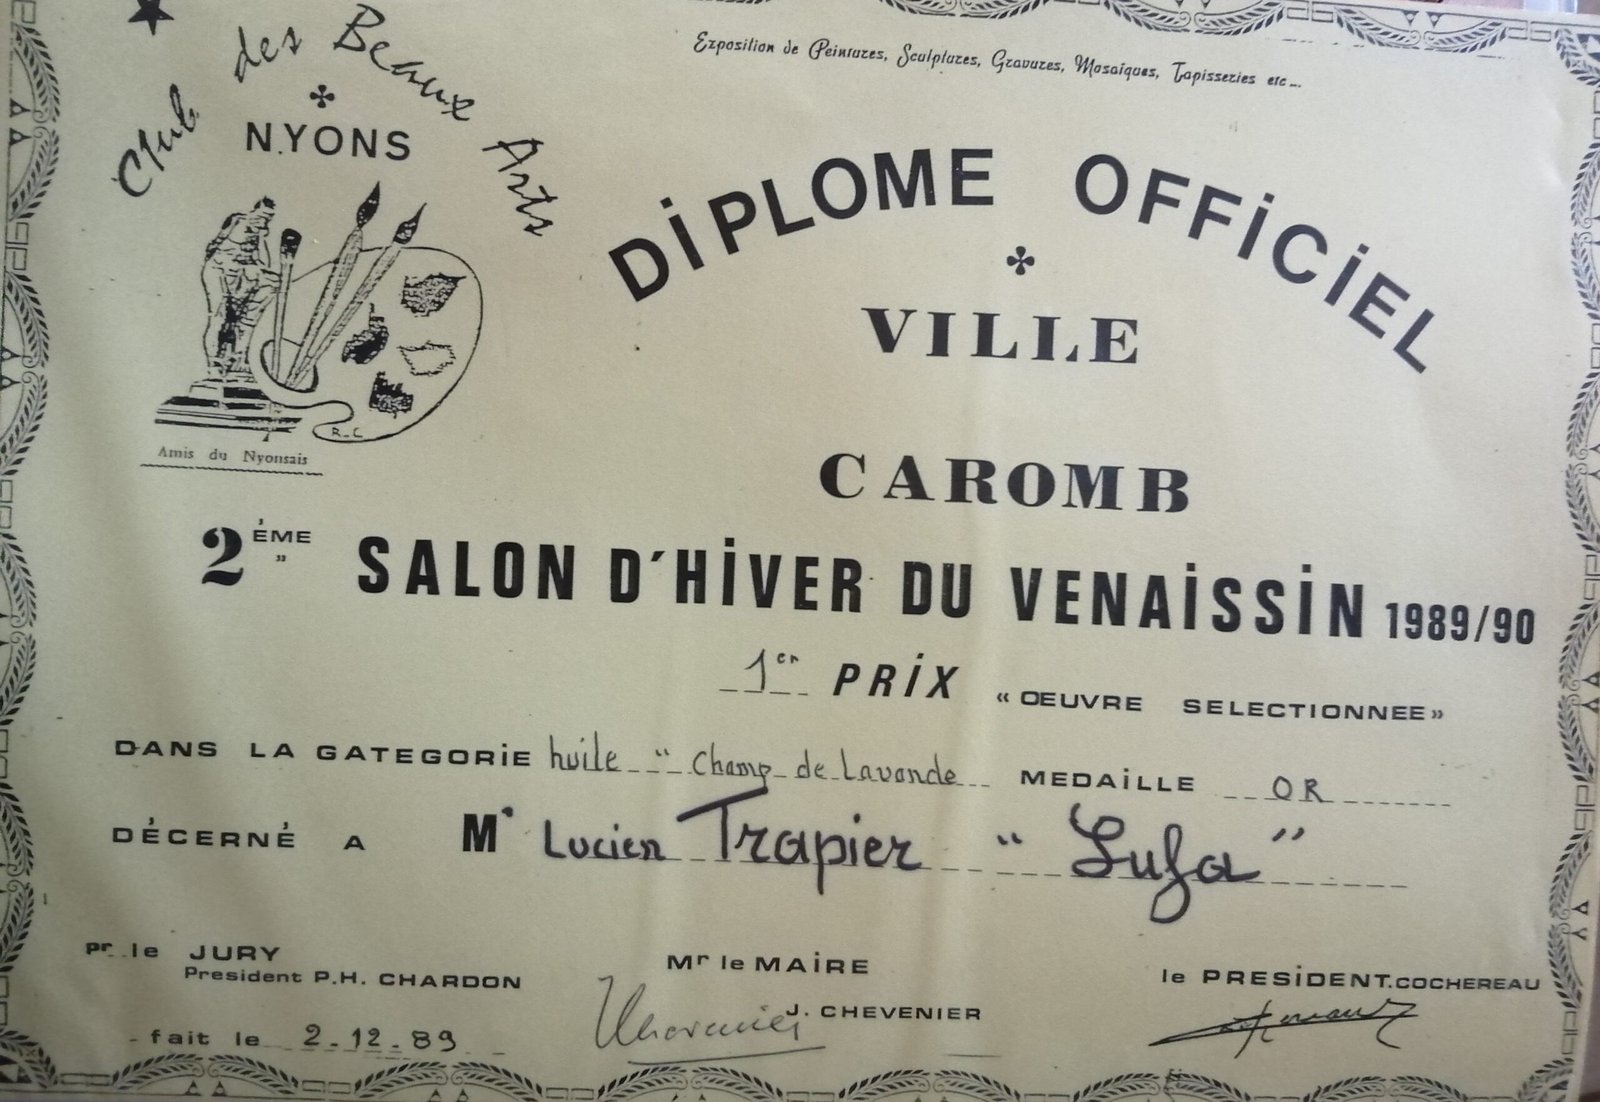 Club des Beaux Arts
NYONS
Exposition de Peintures, Sculptures, Gravures, Mosaïques, Tapisseries etc...
DiPLOME OFFiCiEL
VILLE
CAROMB
R.C
Amis du Nyonsais
2ÉME SALON D'HiVER DU VENAiSSiN 1989/90
1er PRiX « OEUVRE SELECTIONNEE »
DANS LA GATEGORiE huile " Champ de Lavande MEDAiLLE OR
DÉCERNÉ A M. Lucien Trapier " Lufa "
pr le JURY
President P.H. CHARDON
Mr le MAiRE
J. CHEVENIER
le PRESiDENT.COCHEREAU
fait le 2.12.89